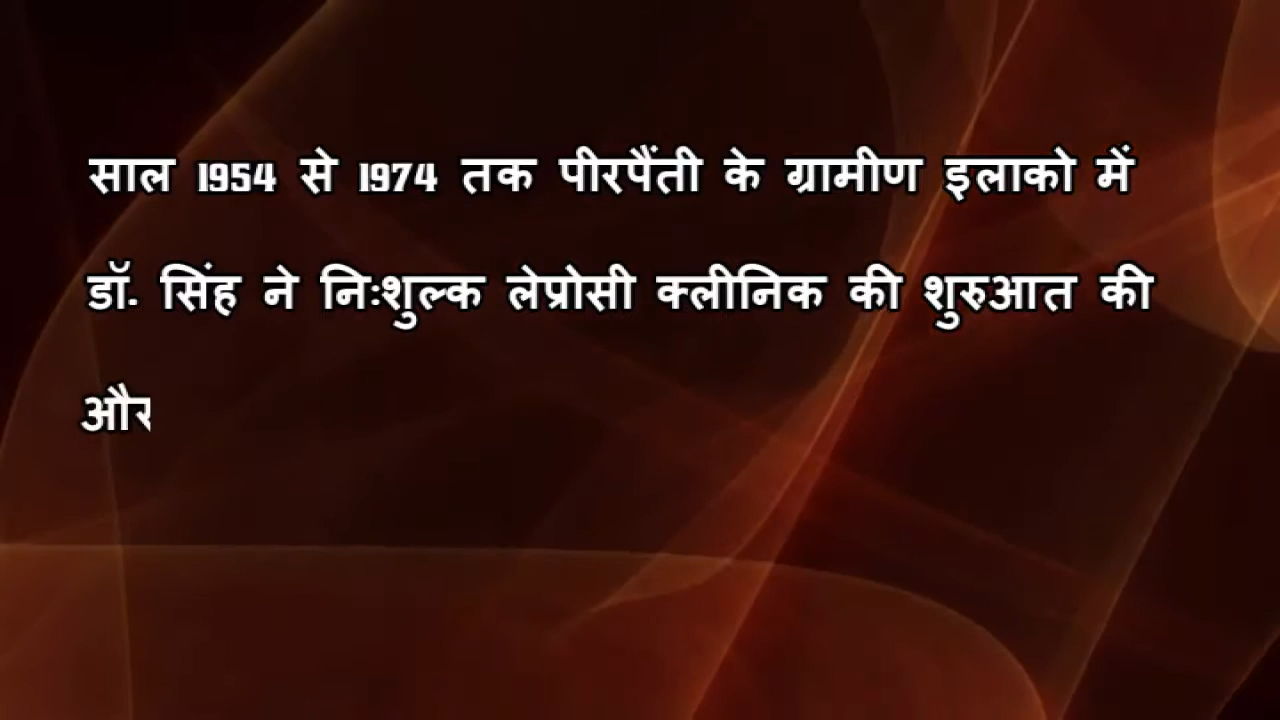 साल 1954 से 1974 तक पीरपैंती के ग्रामीण इलाको में
डॉ. सिंह ने निःशुल्क लेप्रोसी क्लीनिक की शुरुआत की
और